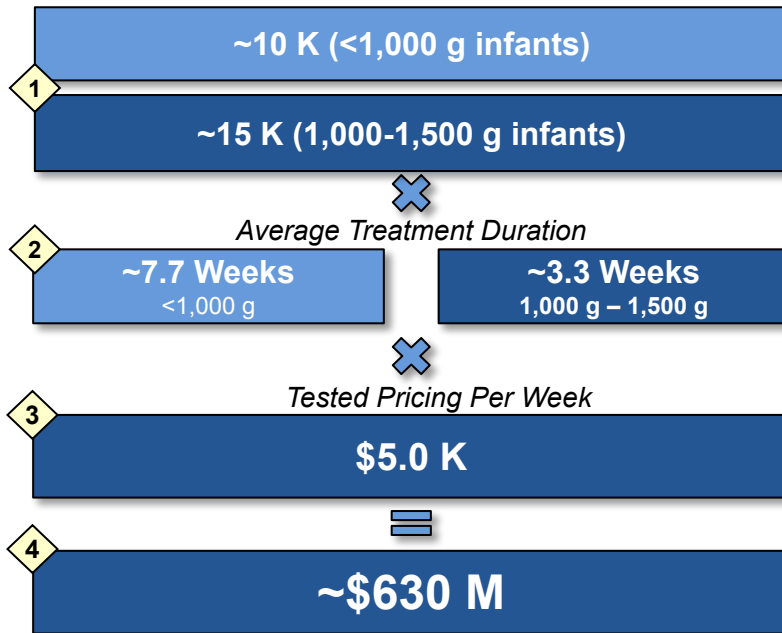 ~10 K (<1,000 g infants)
1
~15 K (1,000-1,500 g infants)
Average Treatment Duration
2
~7.7 Weeks
<1,000 g
~3.3 Weeks
1,000 g – 1,500 g
Tested Pricing Per Week
3
$5.0 K
4
~$630 M